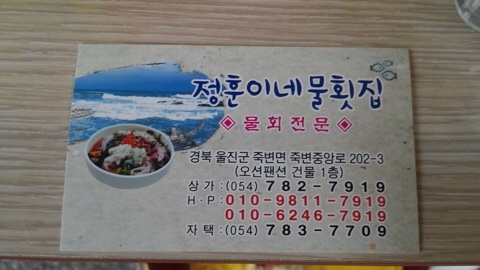 정훈이네물횟집
◈ 물회전문 ◈
경북 울진군 죽변면 죽변중앙로 202-3
(오션팬션 건물 1층)
상 가 : (054) 782-7919
H · P : 010-9811-7919
010-6246-7919
자 택 : (054) 783-7709